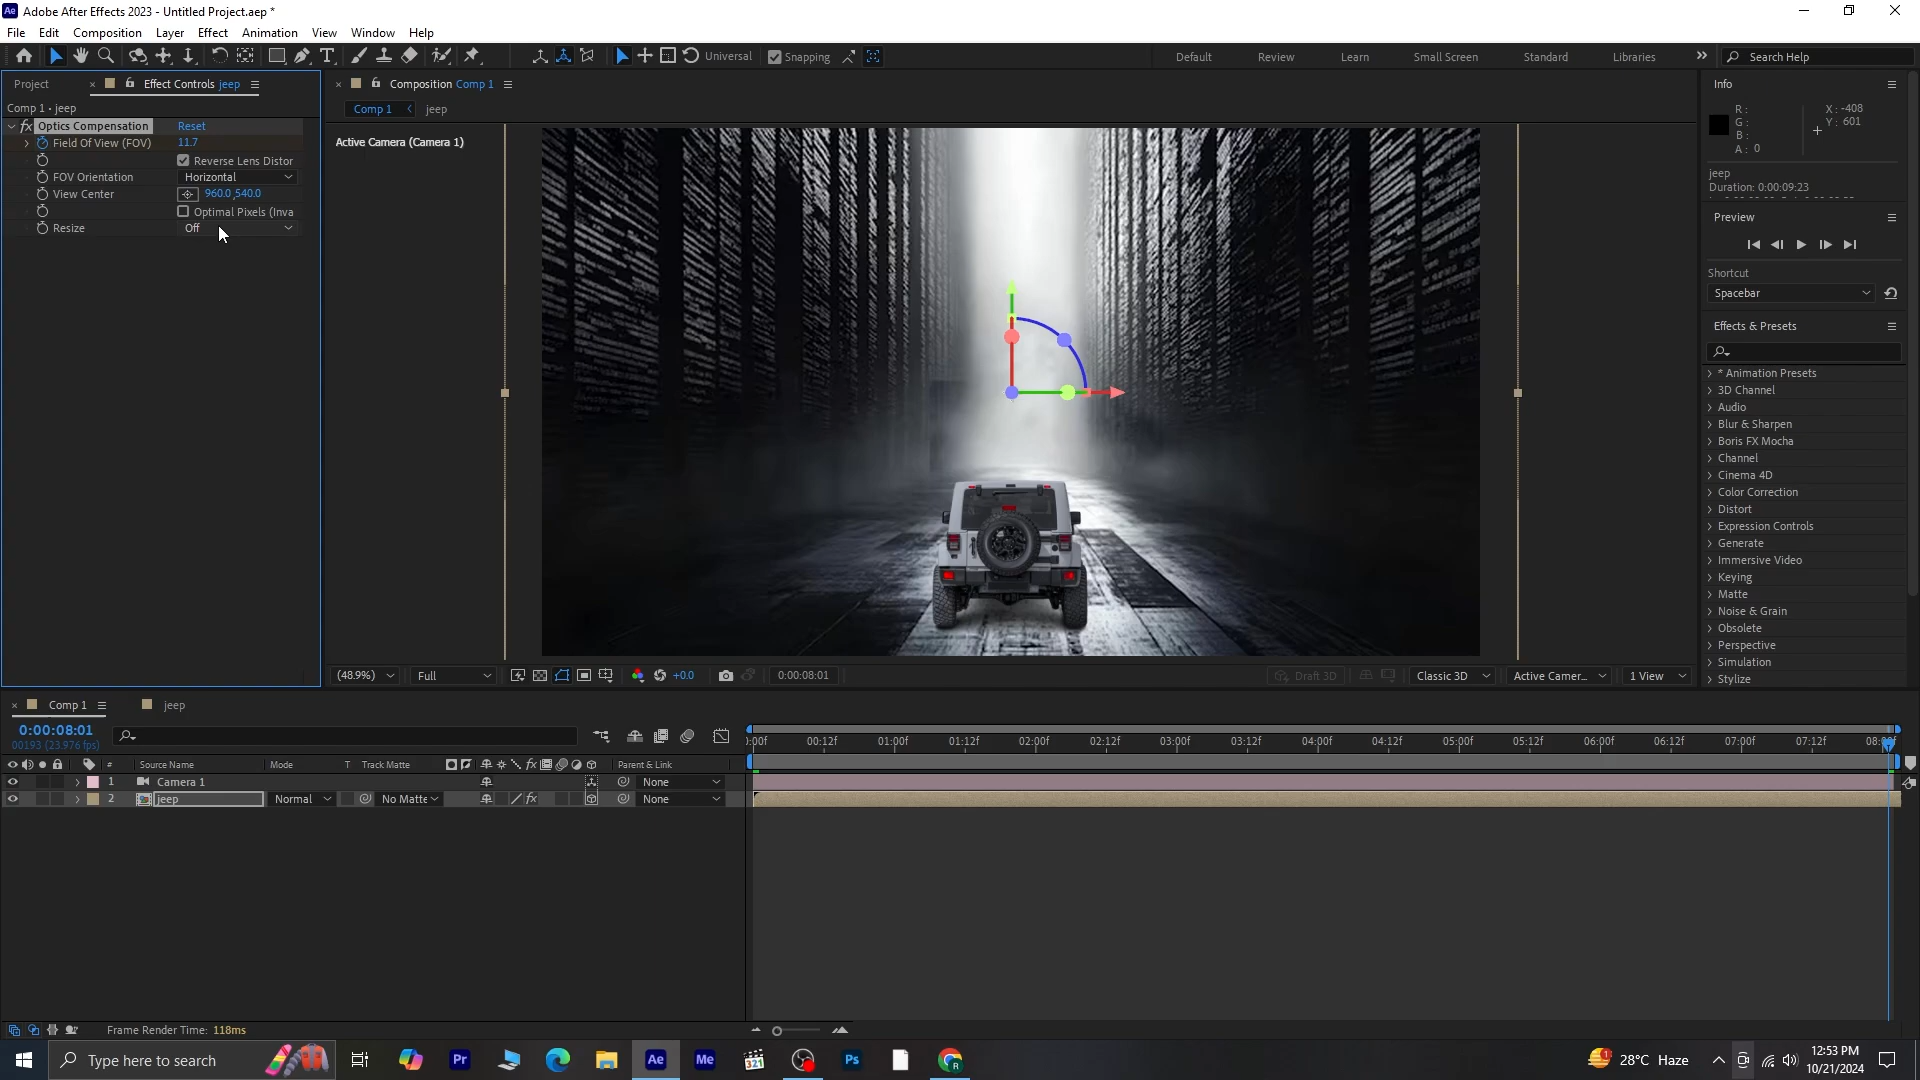 Adobe After Effects 2023 - Untitled Project.aep *
File Edit Composition Layer Effect Animation View Window Help
Universal Snapping Default Review Learn Small Screen Standard Libraries Search Help
Project Effect Controls jeep
Comp 1 • jeep
Optics Compensation Reset
Field Of View (FOV) 11.7
Reverse Lens Distor
FOV Orientation Horizontal
View Center 960.0,540.0
Optimal Pixels (Inva
Resize Off
Composition Comp 1
Comp 1 jeep
Active Camera (Camera 1)
(48.9%) Full +0.0 0:00:08:01 Draft 3D Classic 3D Active Camer... 1 View
Info
R : X : -408
G : Y : 601
B :
A : 0
jeep
Duration: 0:00:09:23
Preview
Shortcut
Spacebar
Effects & Presets
* Animation Presets
3D Channel
Audio
Blur & Sharpen
Boris FX Mocha
Channel
Cinema 4D
Color Correction
Distort
Expression Controls
Generate
Immersive Video
Keying
Matte
Noise & Grain
Obsolete
Perspective
Simulation
Stylize
Comp 1 jeep
0:00:08:01
00193 (23.976 fps)
):00f 00:12f 01:00f 01:12f 02:00f 02:12f 03:00f 03:12f 04:00f 04:12f 05:00f 05:12f 06:00f 06:12f 07:00f 07:12f 08:00f
# Source Name Mode T Track Matte Parent & Link
1 Camera 1 None
2 jeep Normal No Matte fx None
Frame Render Time: 118ms
Type here to search
Pr Ae Me 321 Ps
28°C Haze
12:53 PM
10/21/2024